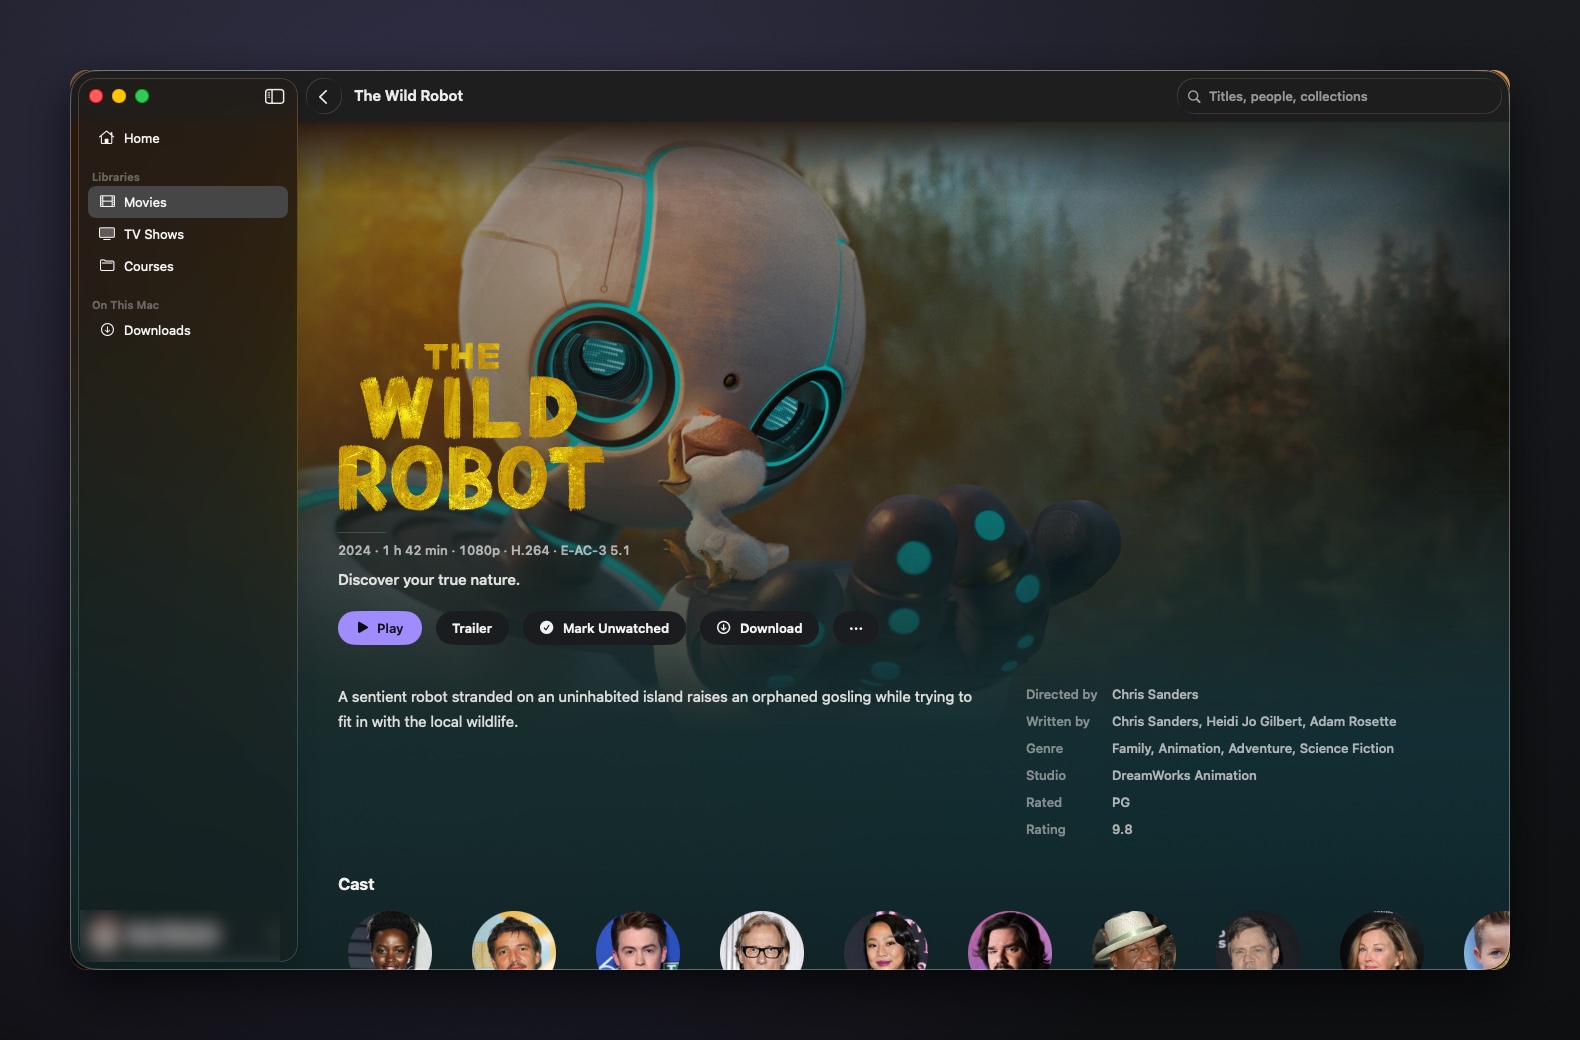 The Wild Robot
Titles, people, collections
Home
Libraries
Movies
TV Shows
Courses
On This Mac
Downloads
THE
WILD
ROBOT
2024 · 1 h 42 min · 1080p · H.264 · E-AC-3 5.1
Discover your true nature.
Play
Trailer
Mark Unwatched
Download
A sentient robot stranded on an uninhabited island raises an orphaned gosling while trying to
fit in with the local wildlife.
Directed by Chris Sanders
Written by Chris Sanders, Heidi Jo Gilbert, Adam Rosette
Genre Family, Animation, Adventure, Science Fiction
Studio DreamWorks Animation
Rated PG
Rating 9.8
Cast